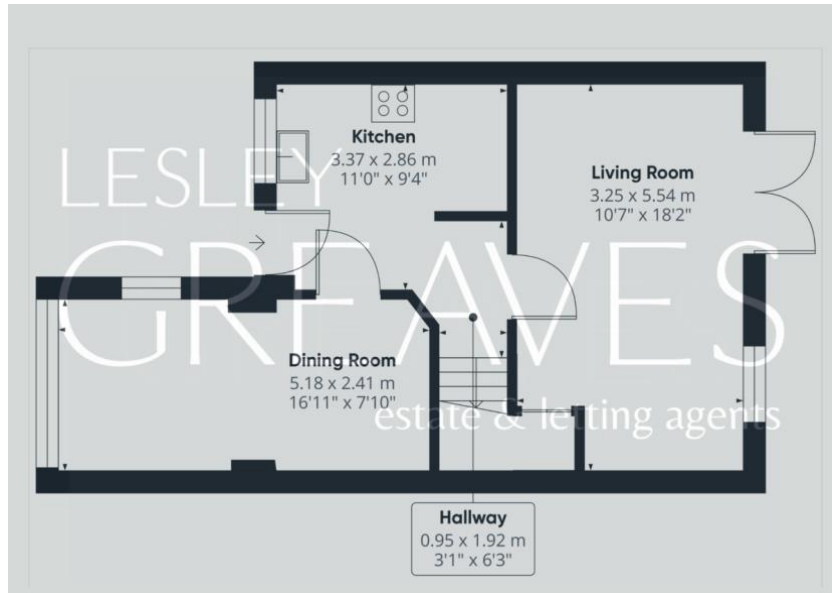 Kitchen
3.37 x 2.86 m
11'0" x 9'4"
Living Room
3.25 x 5.54 m
10'7" x 18'2"
LESLEY
GREAVES
estate & letting agents
Dining Room
5.18 x 2.41 m
16'11" x 7'10"
Hallway
0.95 x 1.92 m
3'1" x 6'3"